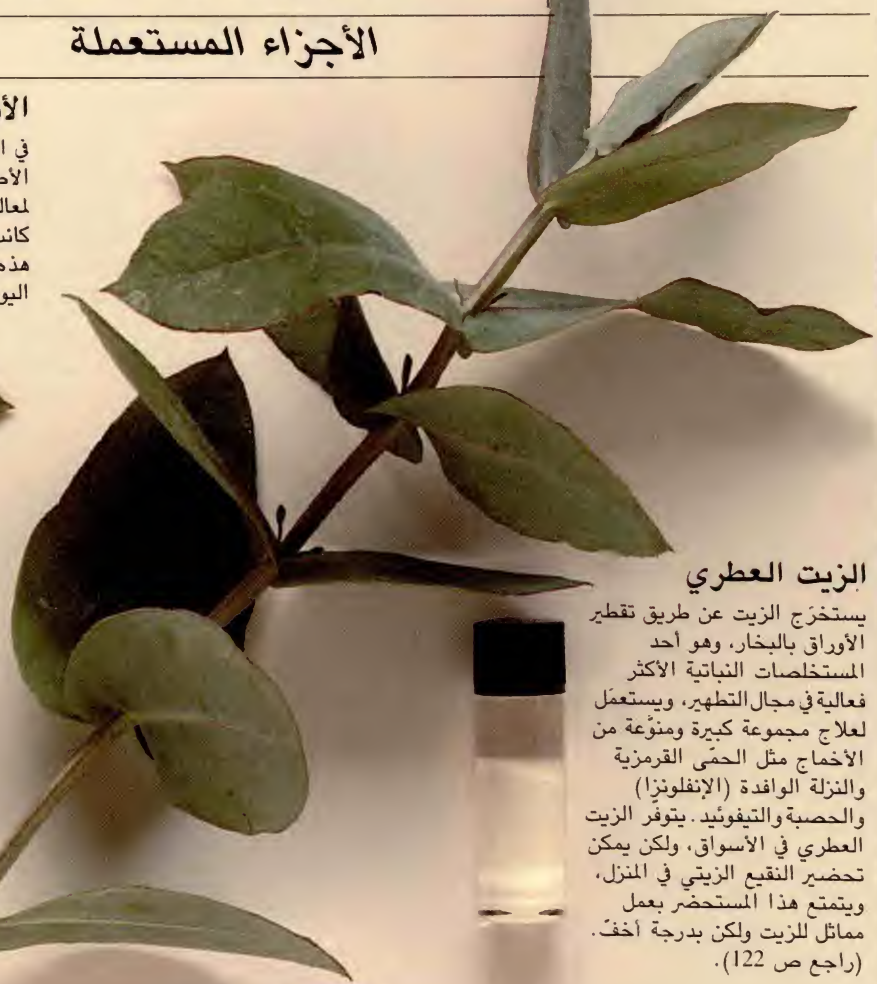 الأجزاء المستعملة
في
الزيت العطري
يستخرَج الزيت عن طريق تقطير
الأوراق بالبخار، وهو أحد
المستخلصات النباتية الأكثر
فعالية في مجال التطهير، ويستعمَل
لعلاج مجموعة كبيرة ومنوَّعة من
الأخماج مثل الحمّى القرمزية
والنزلة الوافدة (الإنفلونزا)
والحصبة والتيفوئيد. يتوفّر الزيت
العطري في الأسواق، ولكن يمكن
تحضير النقيع الزيتي في المنزل،
ويتمتع هذا المستحضر بعمل
مماثل للزيت ولكن بدرجة أخفّ.
(راجع ص 122).